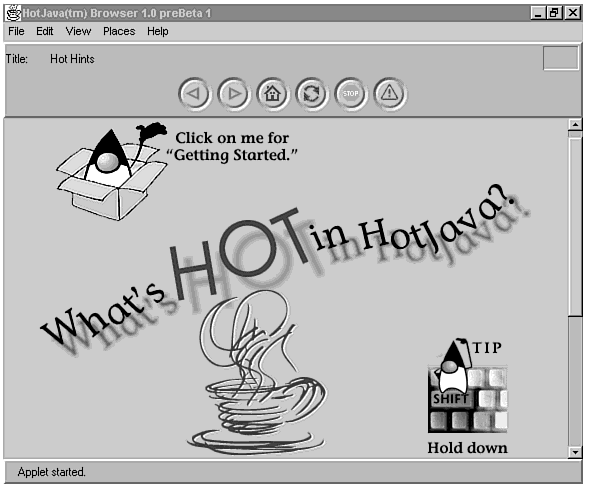 HotJava(tm) Browser 1.0 preBeta 1
File Edit View Places Help
Title: Hot Hints
STOP
Click on me for
“Getting Started.”
What's HOT in HotJava?
TIP
SHIFT
Hold down
Applet started.